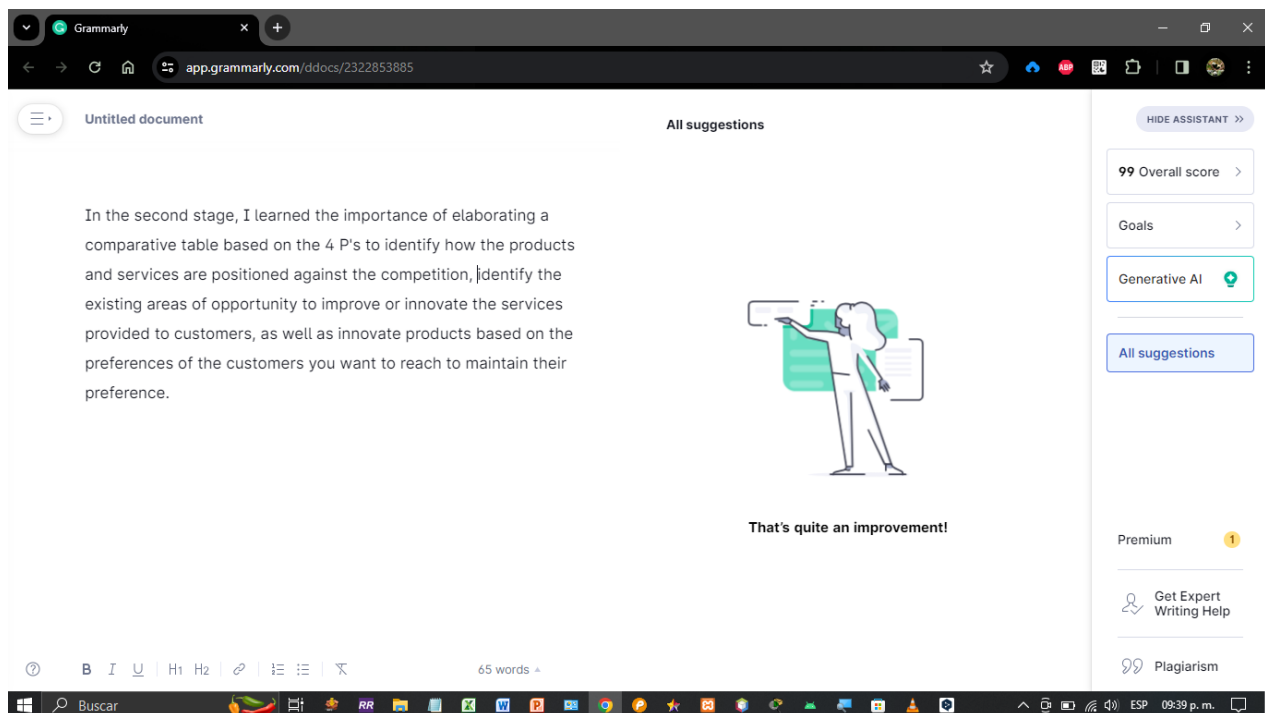 Grammarly
app.grammarly.com/ddocs/2322853885
ABP
Untitled document
All suggestions
HIDE ASSISTANT
99 Overall score
Goals
Generative AI
All suggestions
In the second stage, I learned the importance of elaborating a
comparative table based on the 4 P's to identify how the products
and services are positioned against the competition, identify the
existing areas of opportunity to improve or innovate the services
provided to customers, as well as innovate products based on the
preferences of the customers you want to reach to maintain their
preference.
That's quite an improvement!
Premium 1
Get Expert
Writing Help
Plagiarism
B I U H1 H2
65 words
Buscar
RR
ESP 09:39 p. m.